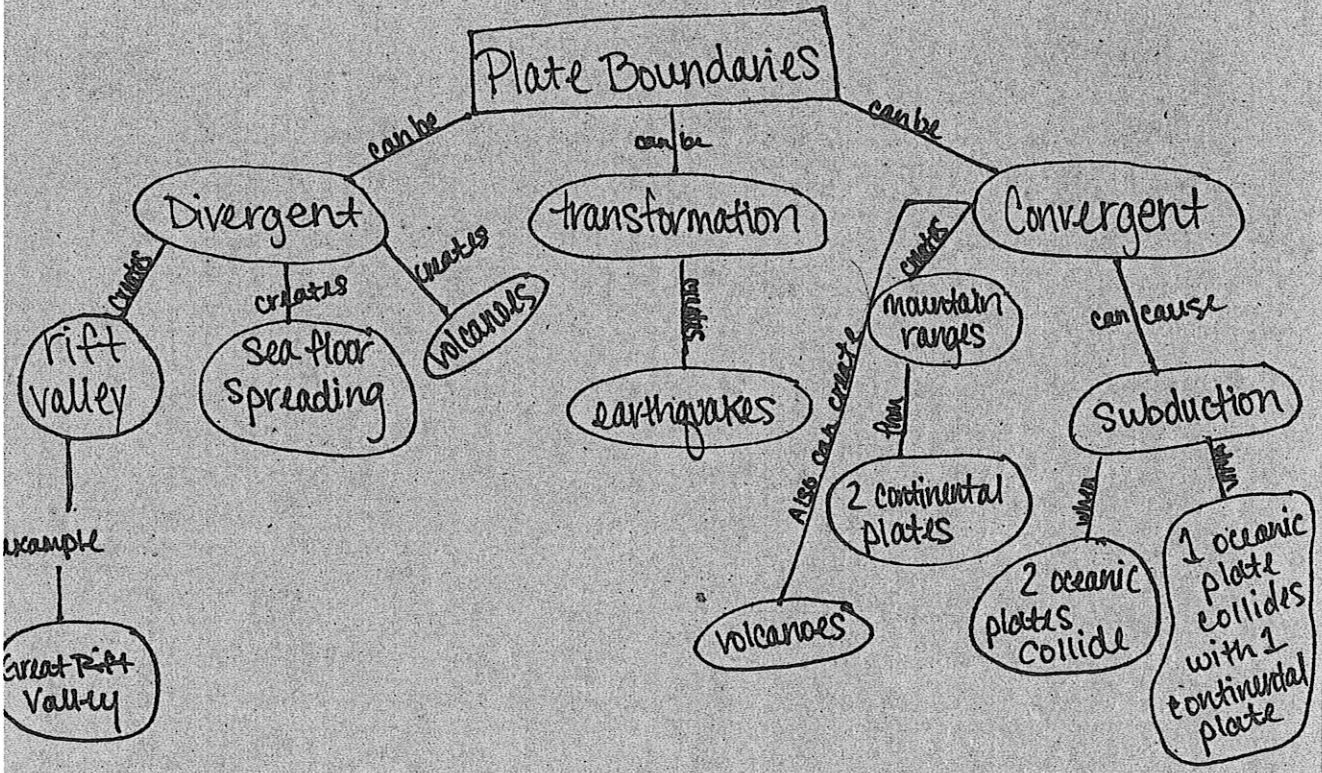 Plate Boundaries
can be
can be
can be
Divergent
transformation
Convergent
creates
creates
creates
creates
creates
can cause
rift
valley
sea floor
spreading
volcanoes
earthquakes
mountain
ranges
subduction
Also can create
from
when
when
example
2 continental
plates
2 oceanic
plates
collide
1 oceanic
plate
collides
with 1
continental
plate
volcanoes
Great Rift
Valley